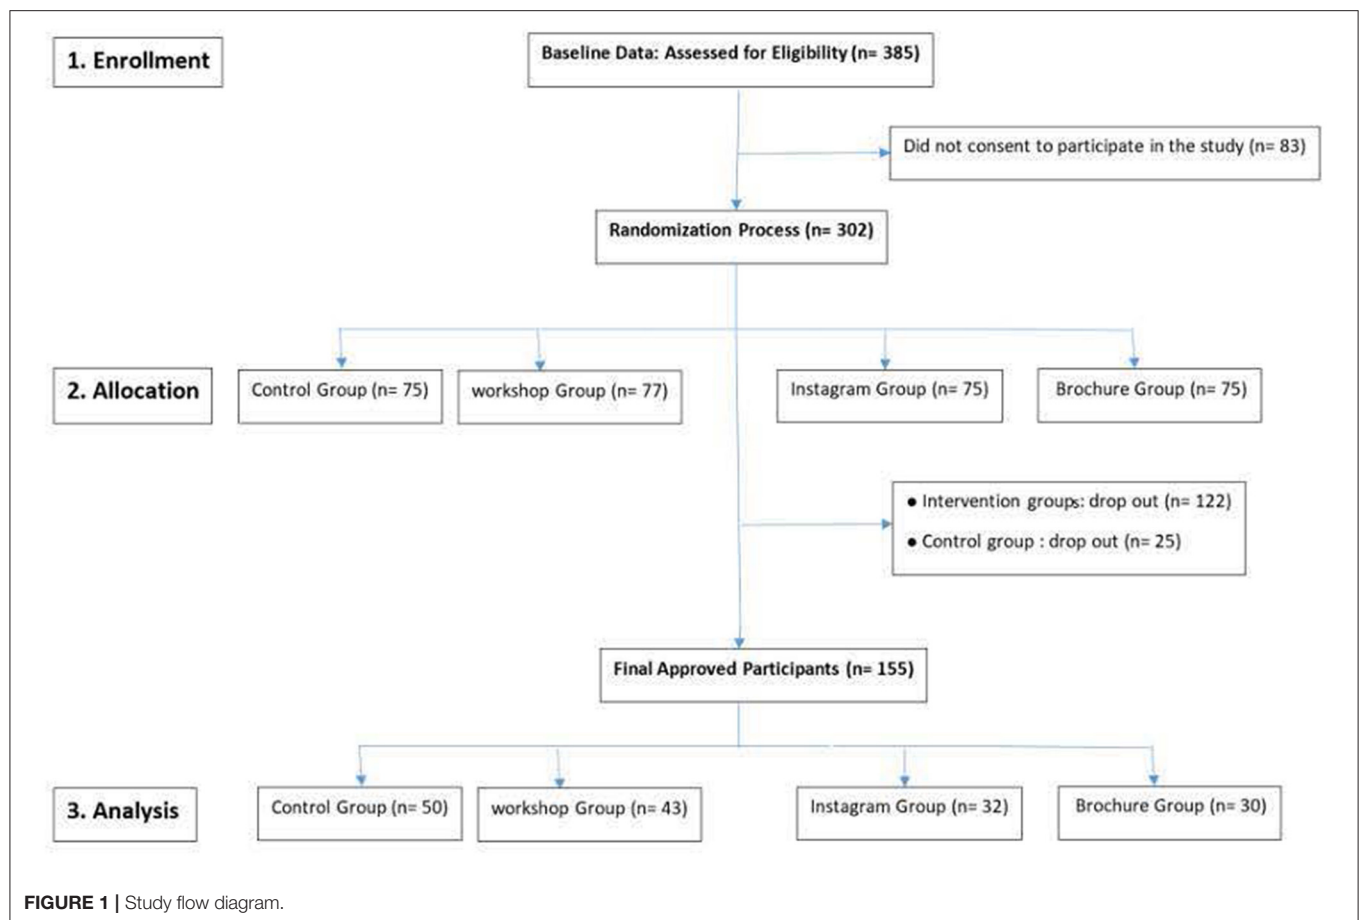 1. Enrollment
Baseline Data: Assessed for Eligibility (n= 385)
Did not consent to participate in the study (n= 83)
Randomization Process (n= 302)
2. Allocation
Control Group (n= 75)
workshop Group (n= 77)
Instagram Group (n= 75)
Brochure Group (n= 75)
● Intervention groups: drop out (n= 122)
● Control group : drop out (n= 25)
Final Approved Participants (n= 155)
3. Analysis
Control Group (n= 50)
workshop Group (n= 43)
Instagram Group (n= 32)
Brochure Group (n= 30)
FIGURE 1 | Study flow diagram.